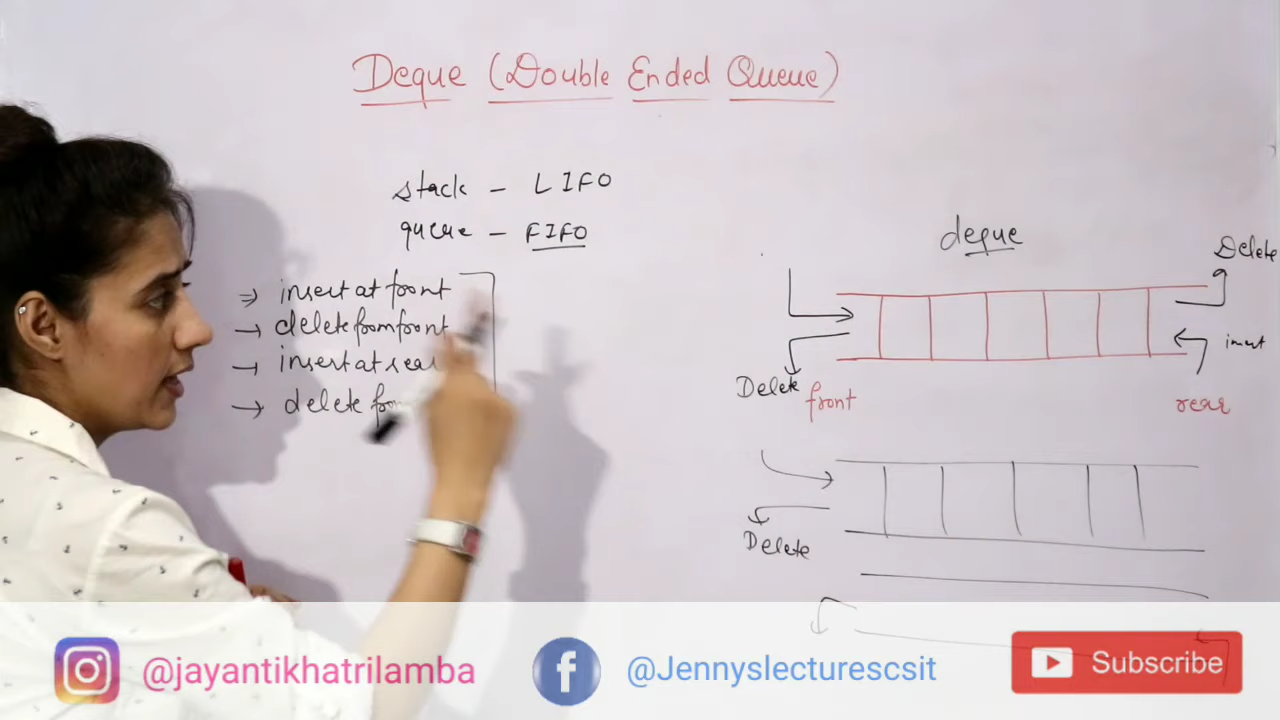 Deque (Double Ended Queue)
stack - LIFO
queue - FIFO
⇒ insert at front
→ delete from front
→ insert at rear
→ delete
deque
Delete
insert
Delete
front
rear
Delete
@jayantikhatrilamba
@Jennyslecturescsit
Subscribe